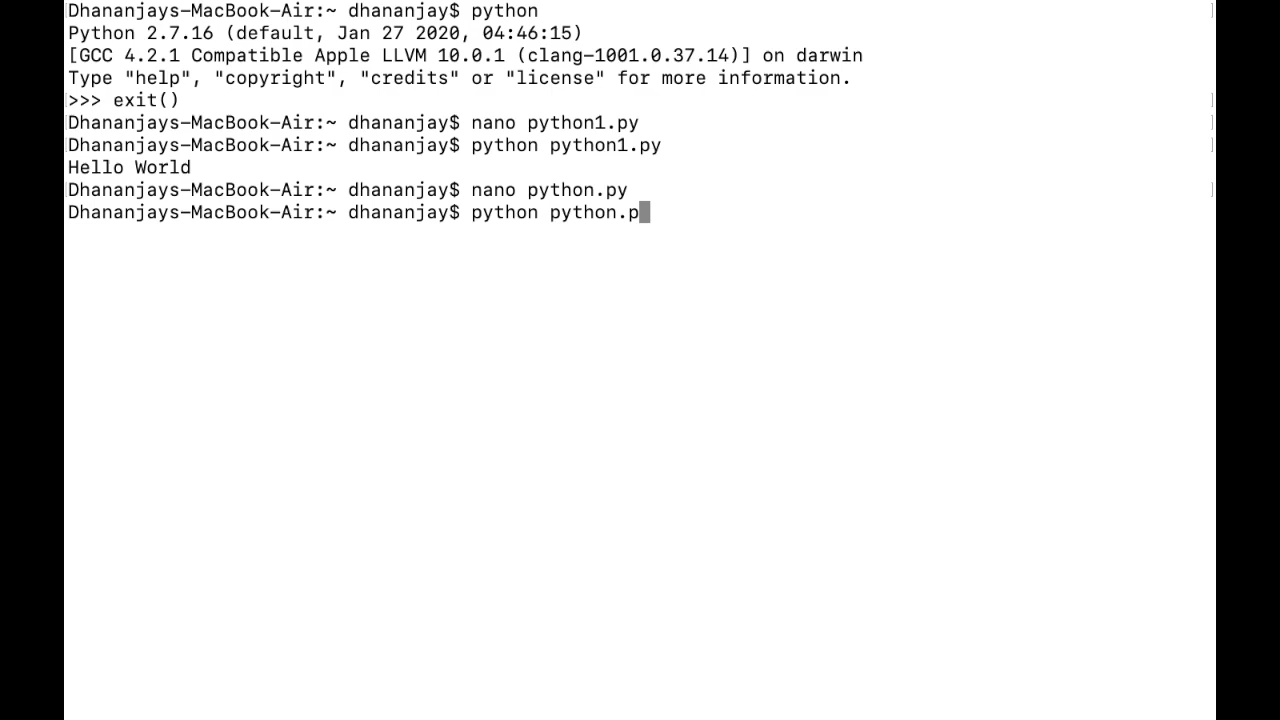 Dhananjays-MacBook-Air:~ dhananjay$ python
Python 2.7.16 (default, Jan 27 2020, 04:46:15)
[GCC 4.2.1 Compatible Apple LLVM 10.0.1 (clang-1001.0.37.14)] on darwin
Type "help", "copyright", "credits" or "license" for more information.
>>> exit()
Dhananjays-MacBook-Air:~ dhananjay$ nano python1.py
Dhananjays-MacBook-Air:~ dhananjay$ python python1.py
Hello World
Dhananjays-MacBook-Air:~ dhananjay$ nano python.py
Dhananjays-MacBook-Air:~ dhananjay$ python python.p